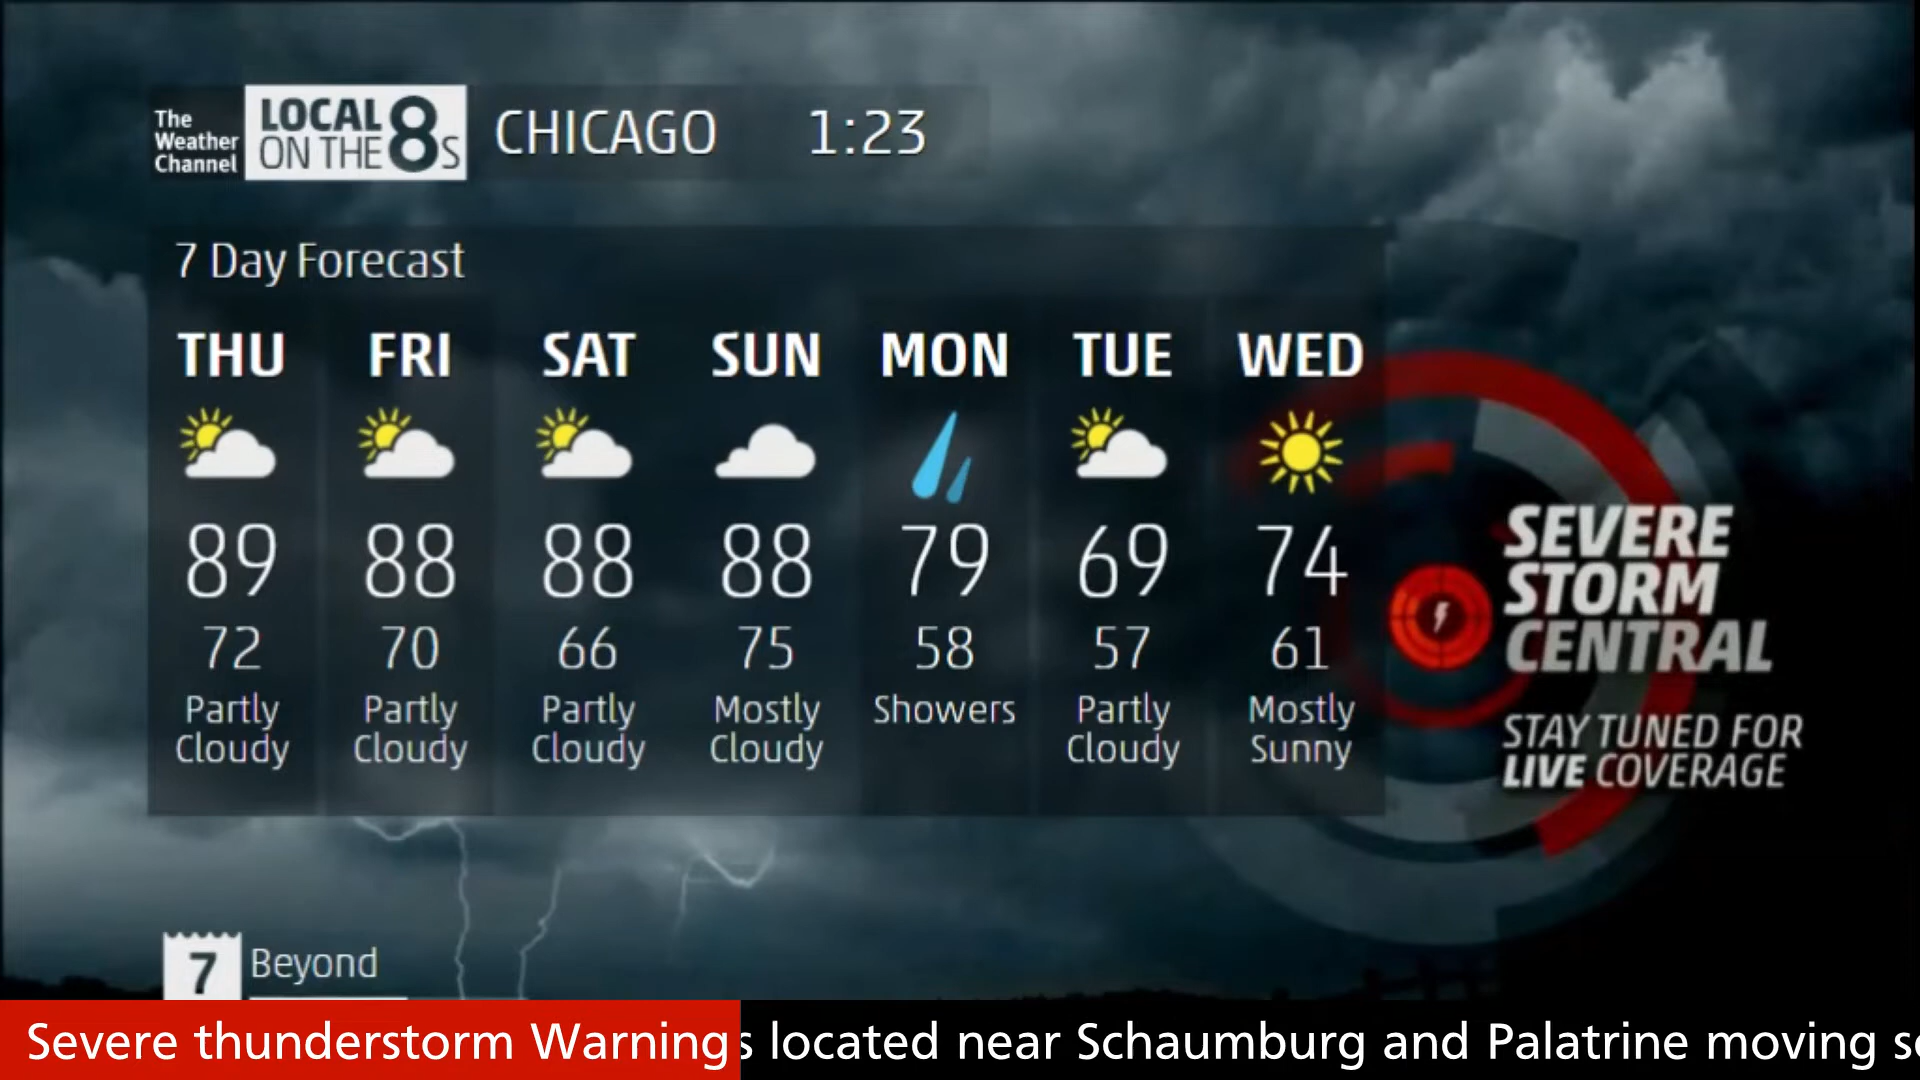 The
Weather
Channel
LOCAL
ON THE 8s
CHICAGO 1:23
7 Day Forecast
THU FRI SAT SUN MON TUE WED
89 88 88 88 79 69 74
72 70 66 75 58 57 61
Partly Cloudy Partly Cloudy Partly Cloudy Mostly Cloudy Showers Partly Cloudy Mostly Sunny
SEVERE
STORM
CENTRAL
STAY TUNED FOR
LIVE COVERAGE
7 Beyond
Severe thunderstorm Warning s located near Schaumburg and Palatrine moving